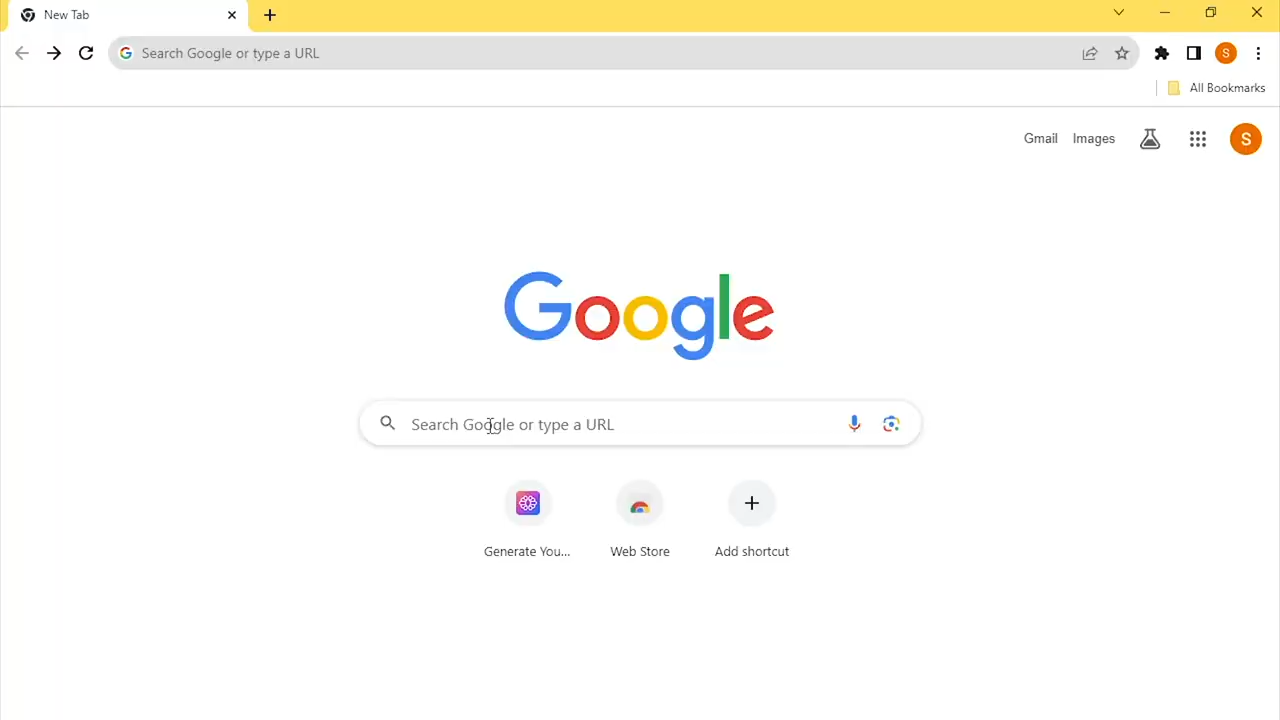 New Tab
Search Google or type a URL
All Bookmarks
Gmail Images
S
Google
Search Google or type a URL
Generate You... Web Store Add shortcut